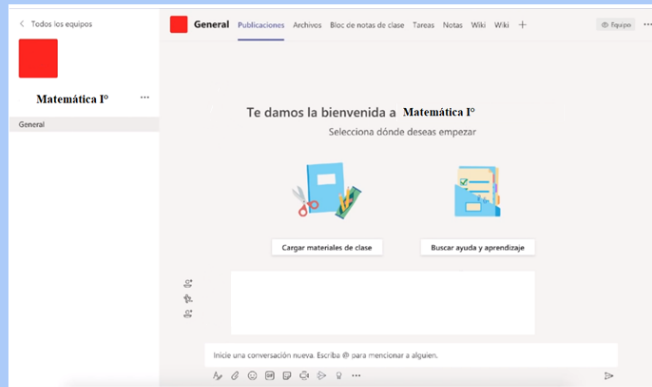 Todos los equipos
Matemática I°
General
General Publicaciones Archivos Bloc de notas de clase Tareas Notas Wiki Wiki
Equipo
Te damos la bienvenida a Matemática I°
Selecciona dónde deseas empezar
Cargar materiales de clase
Buscar ayuda y aprendizaje
Inicie una conversación nueva. Escriba @ para mencionar a alguien.